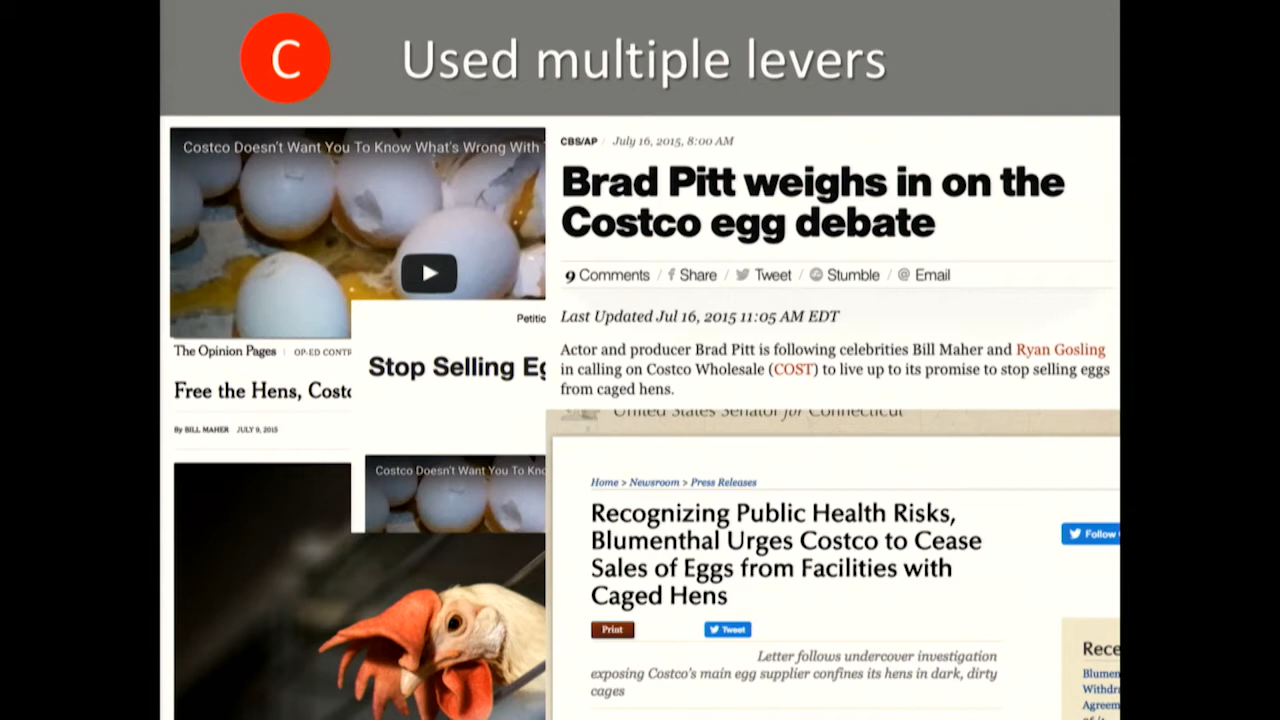 C
Used multiple levers
Costco Doesn't Want You To Know What's Wrong With
CBS/AP / July 16, 2015, 8:00 AM
Brad Pitt weighs in on the
Costco egg debate
9 Comments / f Share / Tweet / Stumble / @ Email
Last Updated Jul 16, 2015 11:05 AM EDT
Actor and producer Brad Pitt is following celebrities Bill Maher and Ryan Gosling
in calling on Costco Wholesale (COST) to live up to its promise to stop selling eggs
from caged hens.
Petitio
Stop Selling Eg
The Opinion Pages | OP-ED CONTR
Free the Hens, Costc
By BILL MAHER JULY 9, 2015
Costco Doesn't Want You To Kno
United States Senator for Connecticut
Home > Newsroom > Press Releases
Recognizing Public Health Risks,
Blumenthal Urges Costco to Cease
Sales of Eggs from Facilities with
Caged Hens
Print
Tweet
Letter follows undercover investigation
exposing Costco's main egg supplier confines its hens in dark, dirty
cages
Follow
Rece
Blumen
Withdr
Agreem